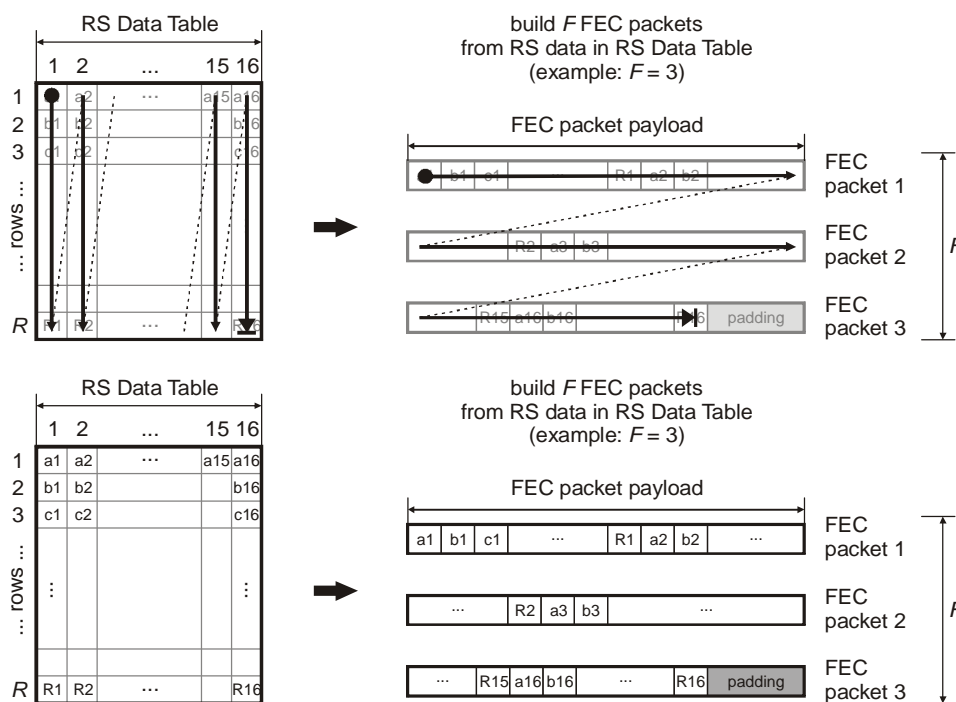 RS Data Table
1 2 ... 15 16
build F FEC packets
from RS data in RS Data Table
(example: F = 3)
1 a2 ... a15 a16
2 b1 b2 b16
3 c1 c2 c16
... rows ...
R R1 R2 ... R16
FEC packet payload
b1 c1 ... R1 a2 b2
FEC
packet 1
R2 a3 b3
FEC
packet 2
F
R15 a16 b16 R16 padding
FEC
packet 3
RS Data Table
1 2 ... 15 16
build F FEC packets
from RS data in RS Data Table
(example: F = 3)
1 a1 a2 ... a15 a16
2 b1 b2 b16
3 c1 c2 c16
... rows ...
... ...
R R1 R2 ... R16
FEC packet payload
a1 b1 c1 ... R1 a2 b2 ...
FEC
packet 1
... R2 a3 b3 ...
FEC
packet 2
F
... R15 a16 b16 ... R16 padding
FEC
packet 3